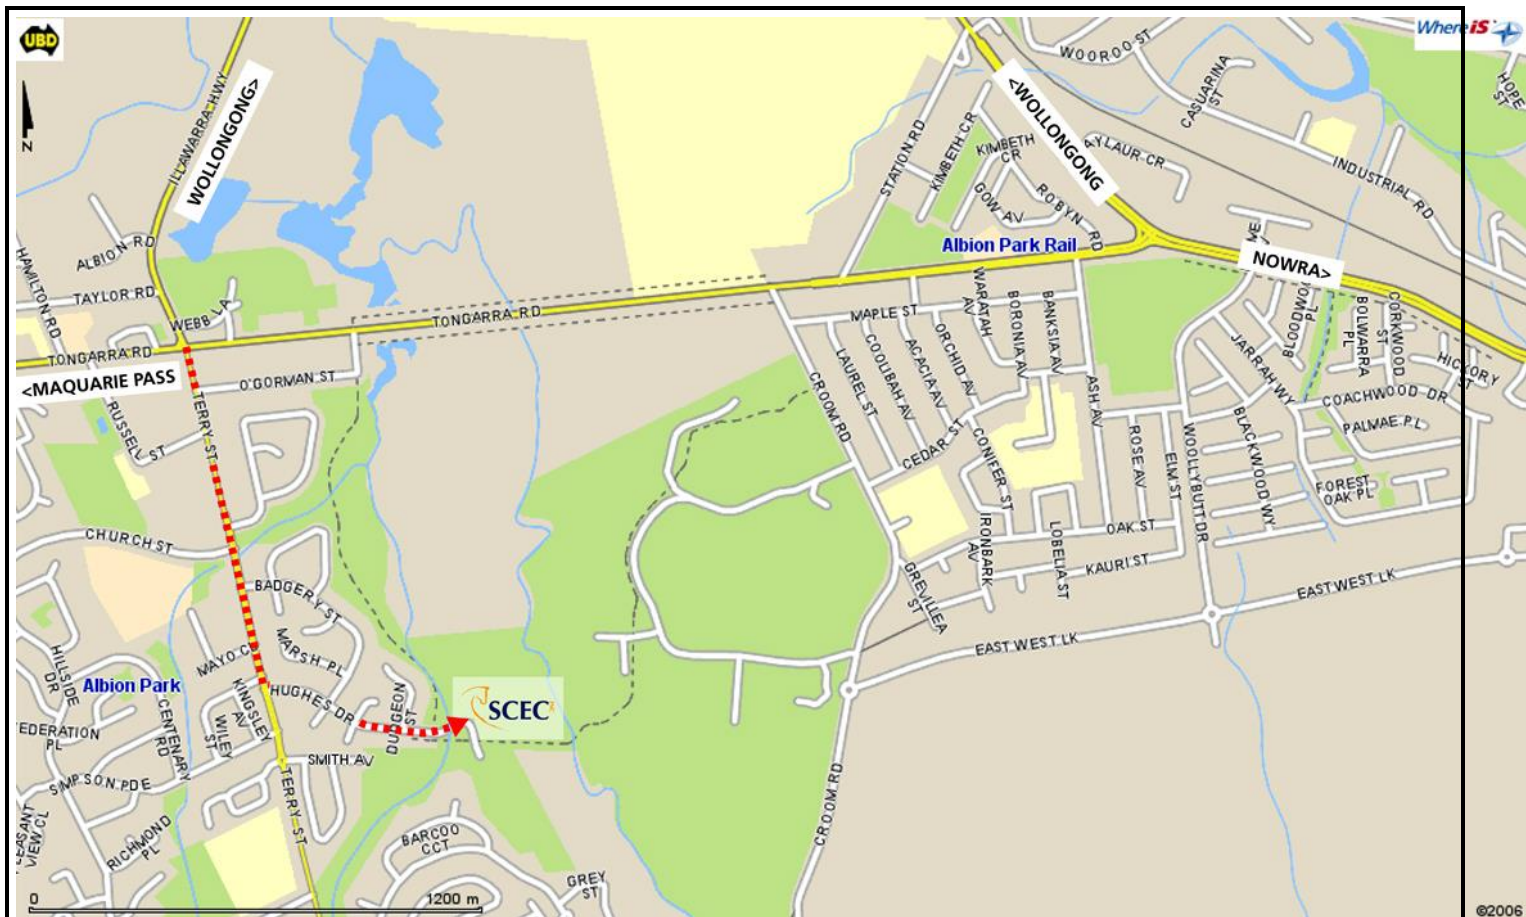 UBD
Whereis
N
ILLAWARRA HWY
WOLLONGONG>
<WOLLONGONG
NOWRA>
<MAQUARIE PASS
WOOROO ST
CASUARINA ST
HOPE ST
INDUSTRIAL RD
STATION RD
KIMBETH CR
KIMBETH CR
GOW AV
ROBYN RD
Albion Park Rail
ALBION RD
HAMILTON RD
TAYLOR RD
WEBB LA
TONGARRA RD
TONGARRA RD
O'GORMAN ST
RUSSELL ST
TERRY ST
MAPLE ST
WARATAH AV
BORONIA AV
BANKSIA AV
ORCHID AV
ACACIA AV
COOLIBAH AV
LAUREL ST
CROOM RD
CEDAR ST
CONIFER ST
ASH AV
ROSE AV
ELM ST
WOOLLYBUTT DR
BLACKWOOD WY
JARRAH WY
BOLWARRA PL
CORKWOOD ST
HICKORY ST
COACHWOOD DR
PALMAE PL
FOREST OAK PL
OAK ST
KAURI ST
LOBELIA ST
IRONBARK AV
GREVILLEA ST
EAST WEST LK
EAST WEST LK
CHURCH ST
BADGERY ST
MARSH PL
MAYO
HUGHES DR
DUDGEON ST
SCEC
Albion Park
HILLSIDE DR
CENTENARY RD
KINGSLEY AV
WILEY ST
EDERATION PL
SIMPSON PDE
SMITH AV
TERRY ST
RICHMOND PL
VIEW CL
BARCOO CCT
GREY ST
CROOM RD
0
1200 m
©2006